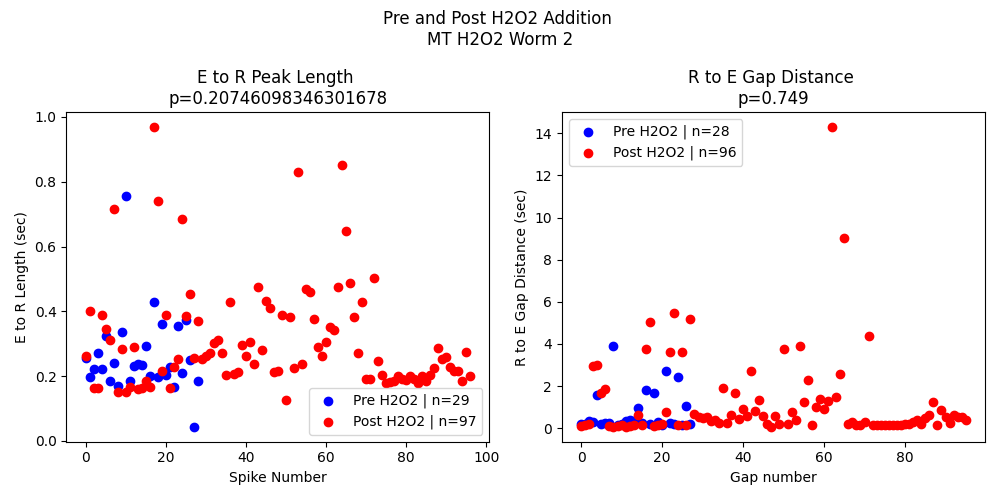 Pre and Post H2O2 Addition
MT H2O2 Worm 2
E to R Peak Length
p=0.20746098346301678
E to R Length (sec)
1.0
0.8
0.6
0.4
0.2
0.0
Pre H2O2 | n=29
Post H2O2 | n=97
0
20
40
60
80
100
Spike Number
R to E Gap Distance
p=0.749
R to E Gap Distance (sec)
14
12
10
8
6
4
2
0
Pre H2O2 | n=28
Post H2O2 | n=96
0
20
40
60
80
Gap number